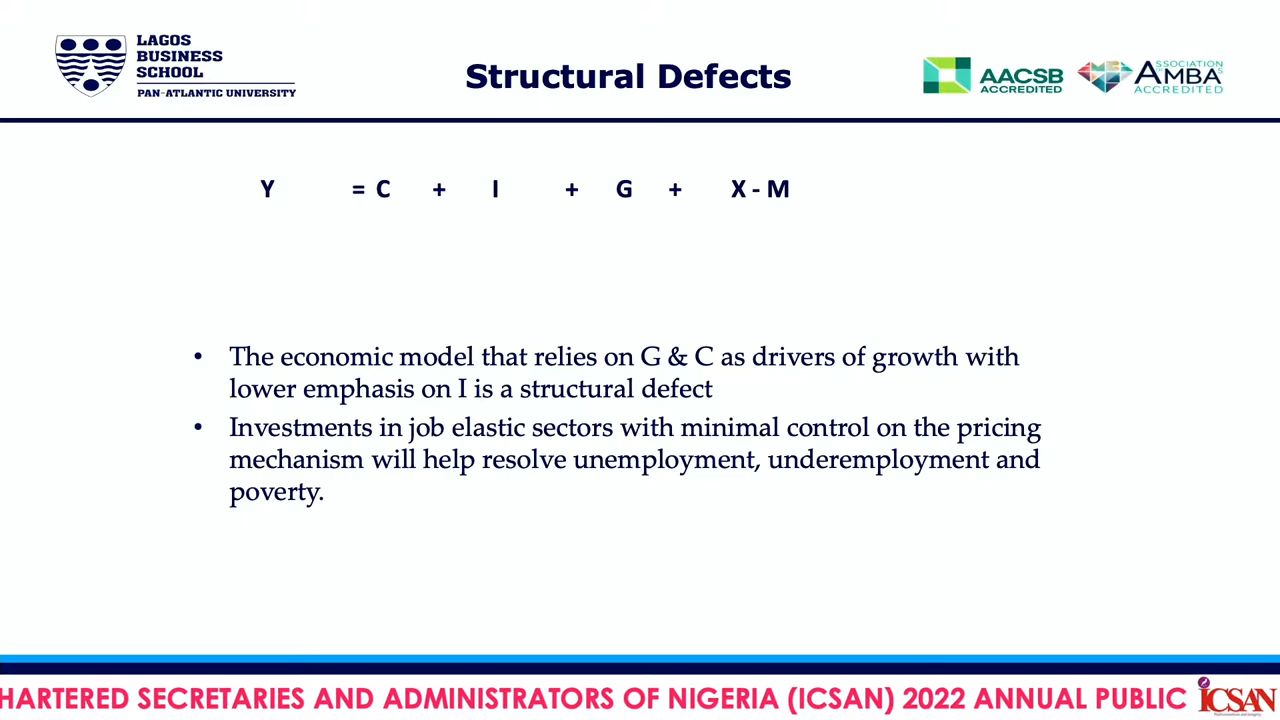 LAGOS
BUSINESS
SCHOOL
PAN-ATLANTIC UNIVERSITY
Structural Defects
AACSB
ACCREDITED
ASSOCIATION
AMBA'S
ACCREDITED
Y = C + I + G + X - M
• The economic model that relies on G & C as drivers of growth with
lower emphasis on I is a structural defect
• Investments in job elastic sectors with minimal control on the pricing
mechanism will help resolve unemployment, underemployment and
poverty.
HARTERED SECRETARIES AND ADMINISTRATORS OF NIGERIA (ICSAN) 2022 ANNUAL PUBLIC
ICSAN